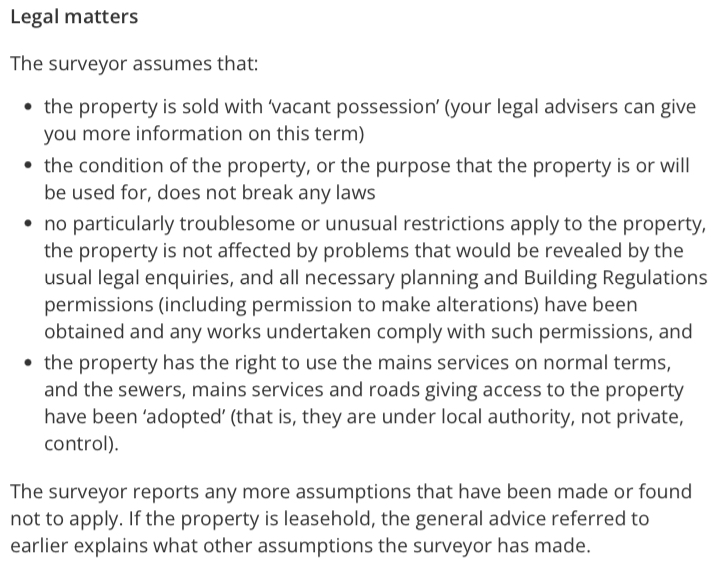 Legal matters
The surveyor assumes that:
• the property is sold with ‘vacant possession’ (your legal advisers can give
you more information on this term)
• the condition of the property, or the purpose that the property is or will
be used for, does not break any laws
• no particularly troublesome or unusual restrictions apply to the property,
the property is not affected by problems that would be revealed by the
usual legal enquiries, and all necessary planning and Building Regulations
permissions (including permission to make alterations) have been
obtained and any works undertaken comply with such permissions, and
• the property has the right to use the mains services on normal terms,
and the sewers, mains services and roads giving access to the property
have been ‘adopted’ (that is, they are under local authority, not private,
control).
The surveyor reports any more assumptions that have been made or found
not to apply. If the property is leasehold, the general advice referred to
earlier explains what other assumptions the surveyor has made.